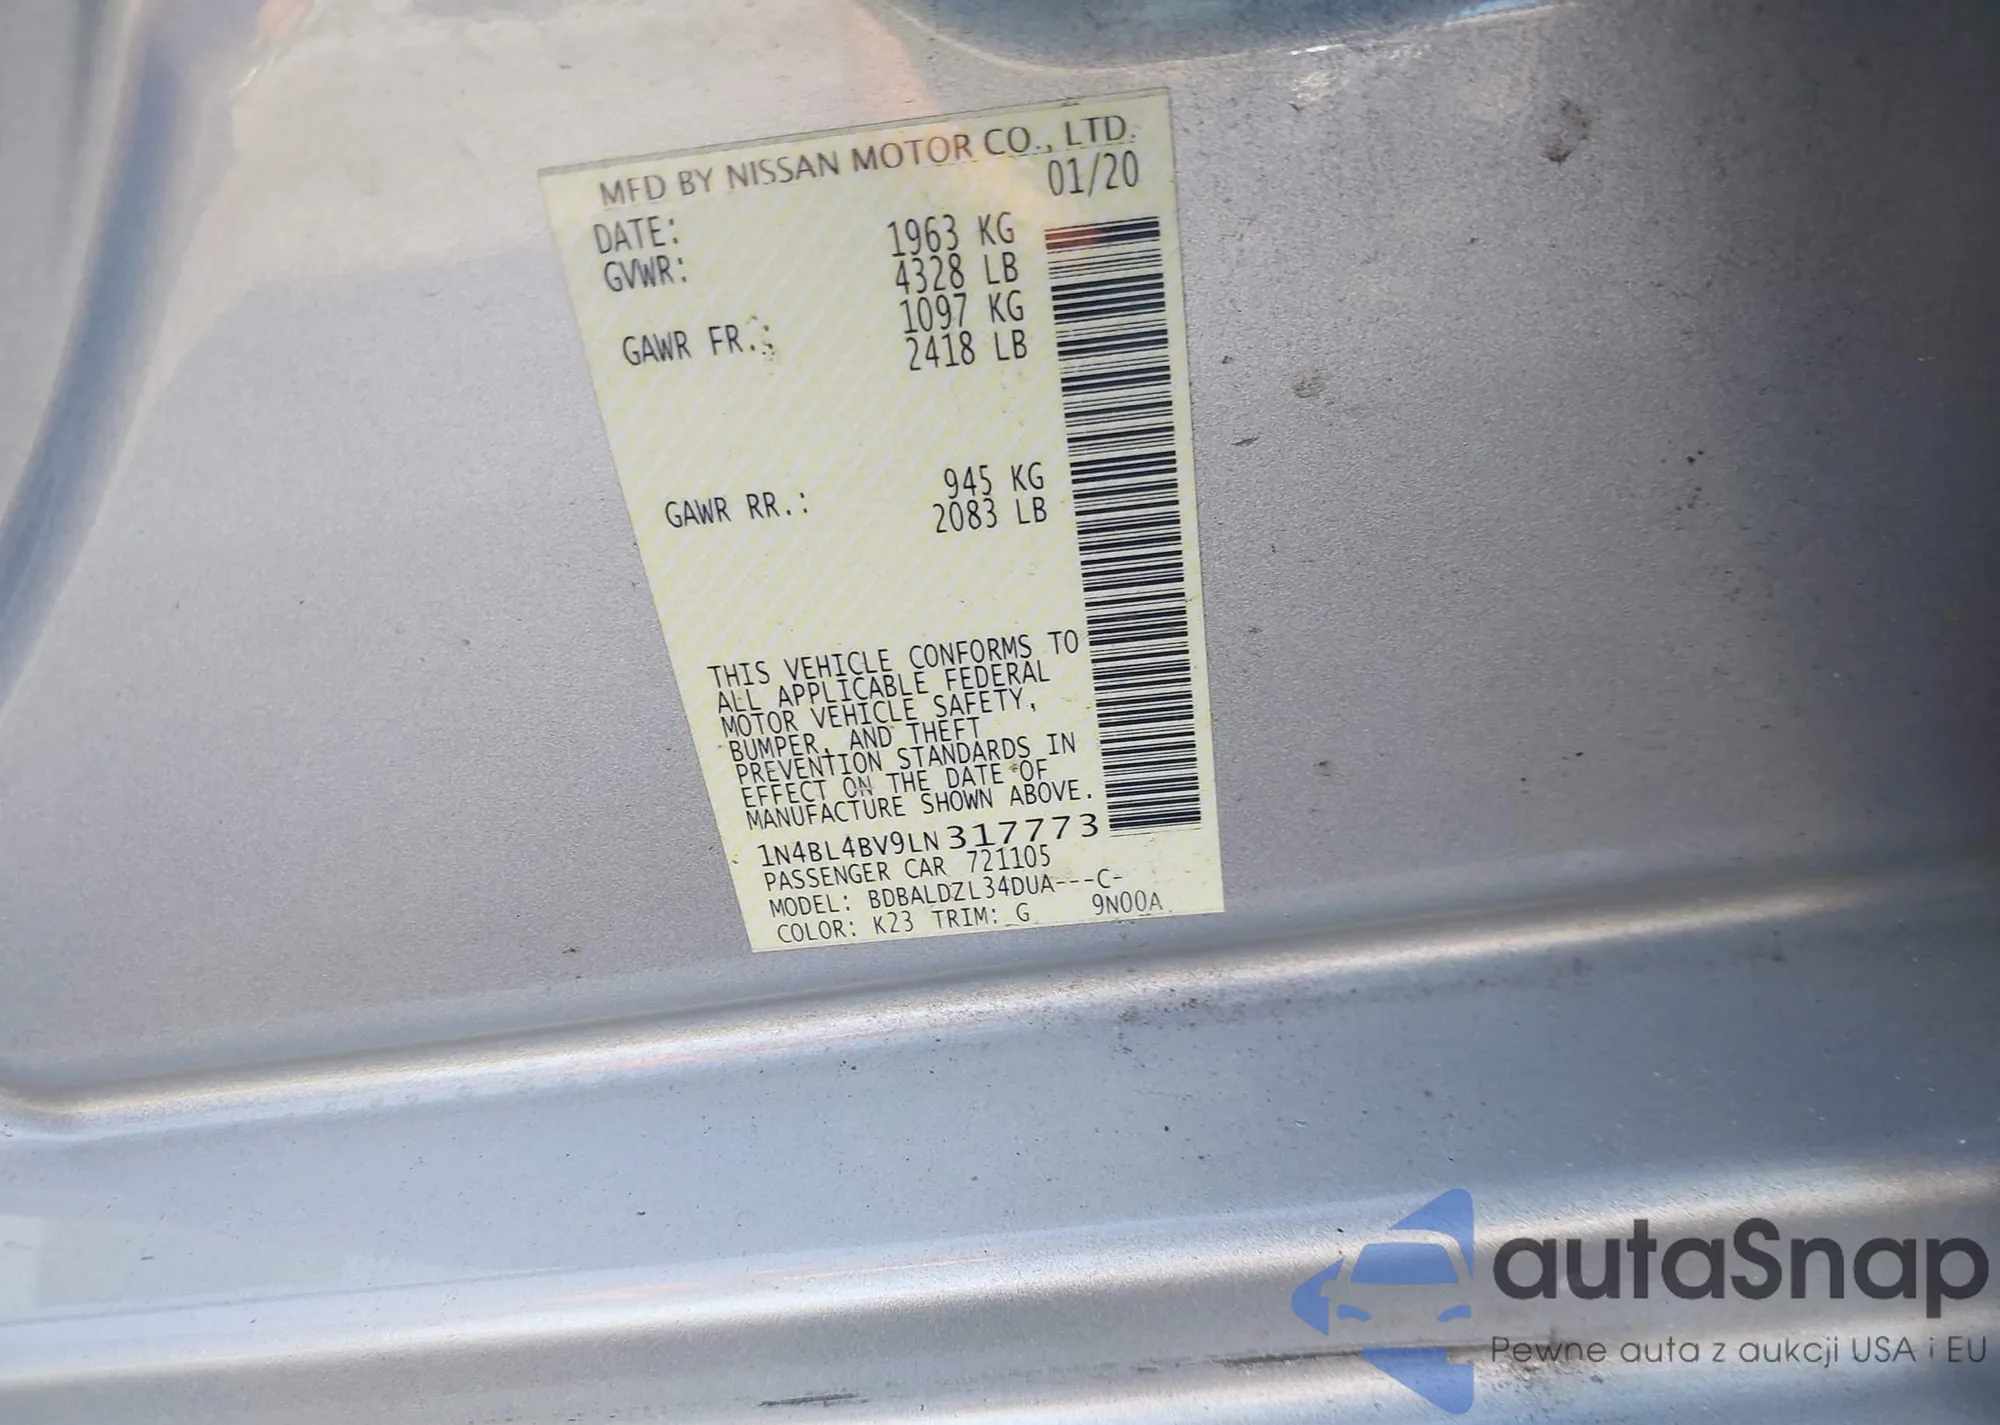 MFD BY NISSAN MOTOR CO., LTD.
DATE: 01/20
GVWR: 1963 KG
4328 LB
GAWR FR.: 1097 KG
2418 LB
GAWR RR.: 945 KG
2083 LB
THIS VEHICLE CONFORMS TO
ALL APPLICABLE FEDERAL
MOTOR VEHICLE SAFETY,
BUMPER, AND THEFT
PREVENTION STANDARDS IN
EFFECT ON THE DATE OF
MANUFACTURE SHOWN ABOVE.
1N4BL4BV9LN317773
PASSENGER CAR 721105
MODEL: BDBALDZL34DUA---C-
COLOR: K23 TRIM: G 9N00A
autaSnap
Pewne auta z aukcji USA i EU